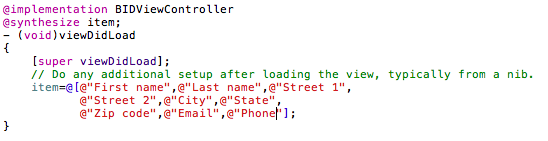 @implementation BIDViewController
@synthesize item;
- (void)viewDidLoad
{
    [super viewDidLoad];
    // Do any additional setup after loading the view, typically from a nib.
    item=@[@"First name",@"Last name",@"Street 1",
           @"Street 2",@"City",@"State",
           @"Zip code",@"Email",@"Phone"];
}